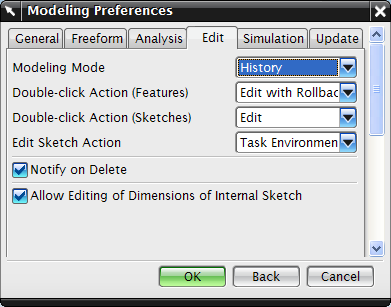 Modeling Preferences
General Freeform Analysis Edit Simulation Update
Modeling Mode History
Double-click Action (Features) Edit with Rollbac
Double-click Action (Sketches) Edit
Edit Sketch Action Task Environmen
Notify on Delete
Allow Editing of Dimensions of Internal Sketch
OK Back Cancel